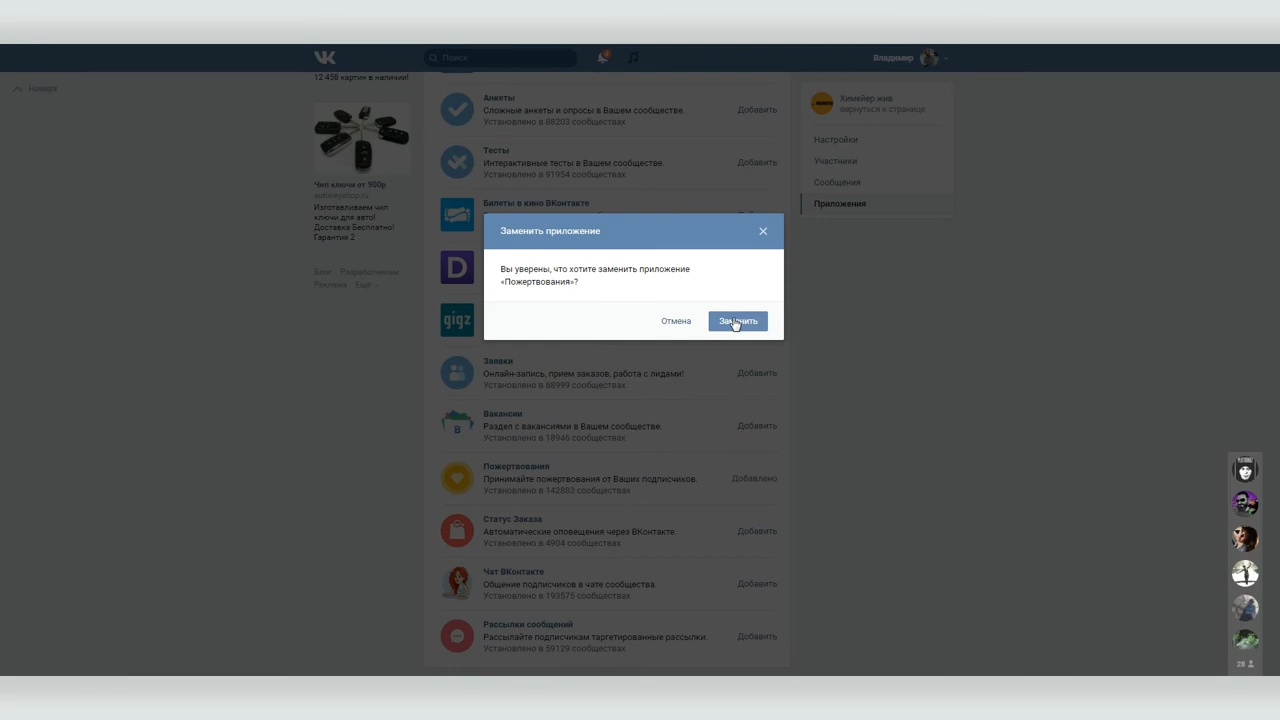 Поиск
Владимир
Наверх
12 458 картин в наличии!
Чип ключи от 900р
autokeyshop.ru
Изготавливаем чип
ключи для авто!
Доставка Бесплатно!
Гарантия 2
Блог Разработчикам
Реклама Ещё
Анкеты
Сложные анкеты и опросы в Вашем сообществе.
Установлено в 88203 сообществах
Добавить
Тесты
Интерактивные тесты в Вашем сообществе.
Установлено в 91954 сообществах
Добавить
Билеты в кино ВКонтакте
D
gigz
Заменить приложение
Вы уверены, что хотите заменить приложение
«Пожертвования»?
Отмена
Заменить
Заявки
Онлайн-запись, прием заказов, работа с лидами!
Установлено в 88999 сообществах
Добавить
Вакансии
Раздел с вакансиями в Вашем сообществе.
Установлено в 18946 сообществах
Добавить
Пожертвования
Принимайте пожертвования от Ваших подписчиков.
Установлено в 142883 сообществах
Добавлено
Статус Заказа
Автоматические оповещения через ВКонтакте.
Установлено в 4904 сообществах
Добавить
Чат ВКонтакте
Общение подписчиков в чате сообщества.
Установлено в 193575 сообществах
Добавить
Рассылки сообщений
Рассылайте подписчикам таргетированные рассылки.
Установлено в 59129 сообществах
Добавить
Химейер жив
вернуться к странице
Настройки
Участники
Сообщения
Приложения
28